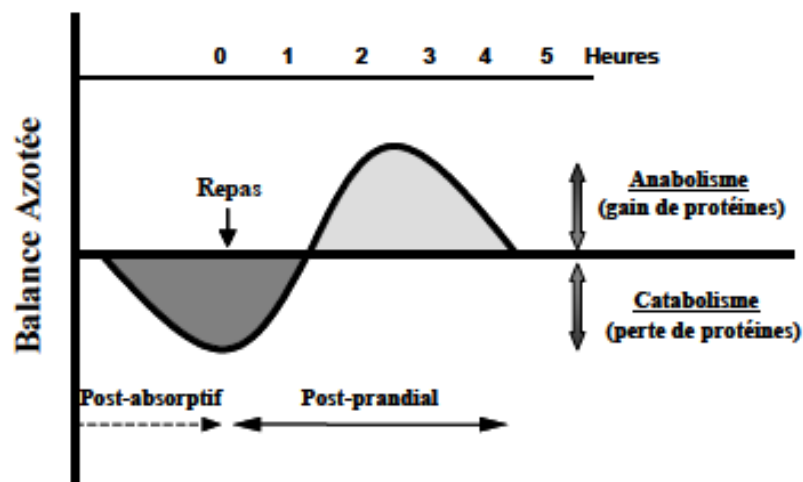 0 1 2 3 4 5 Heures
Balance Azotée
Repas
Anabolisme
(gain de protéines)
Catabolisme
(perte de protéines)
Post-absorptif
Post-prandial